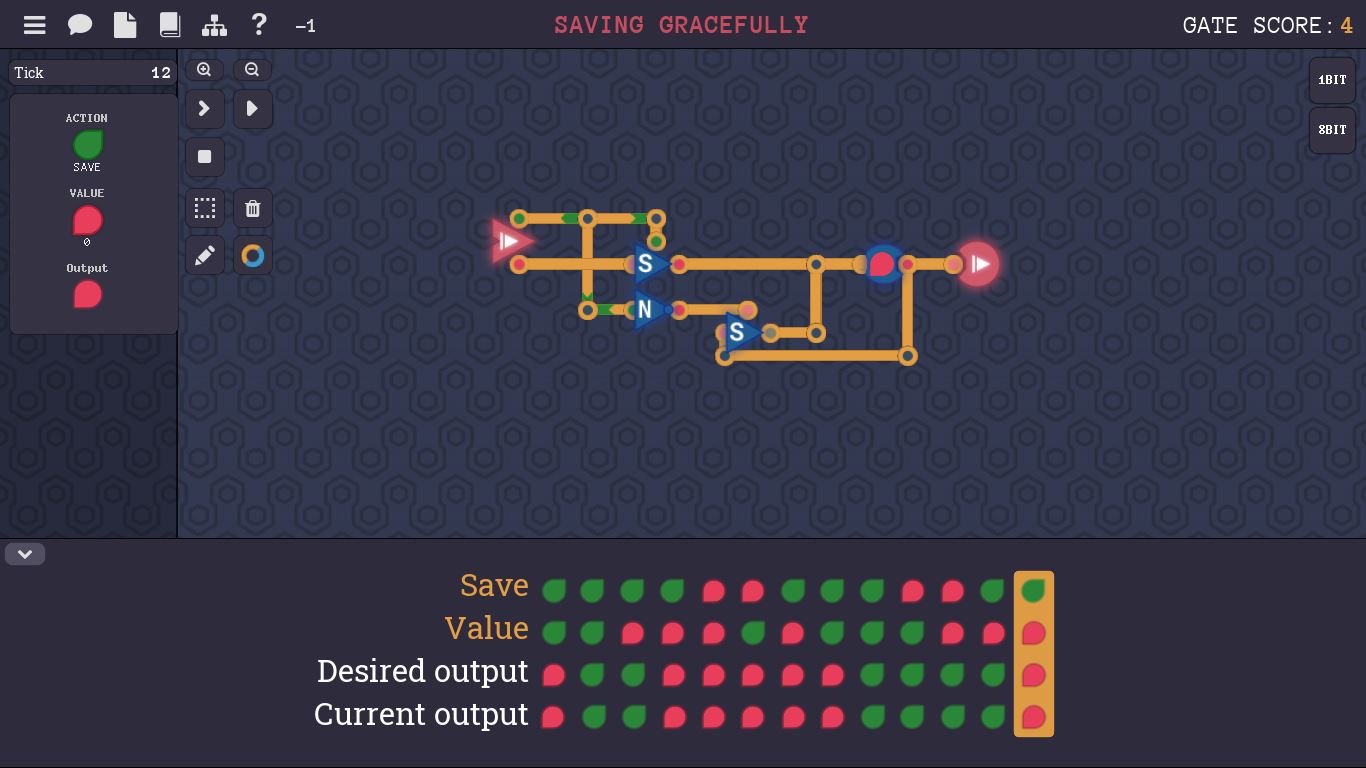 ? −1 SAVING GRACEFULLY GATE SCORE: 4
Tick 12
1BIT
8BIT
ACTION
SAVE
VALUE
0
Output
S
N
S
Save
Value
Desired output
Current output